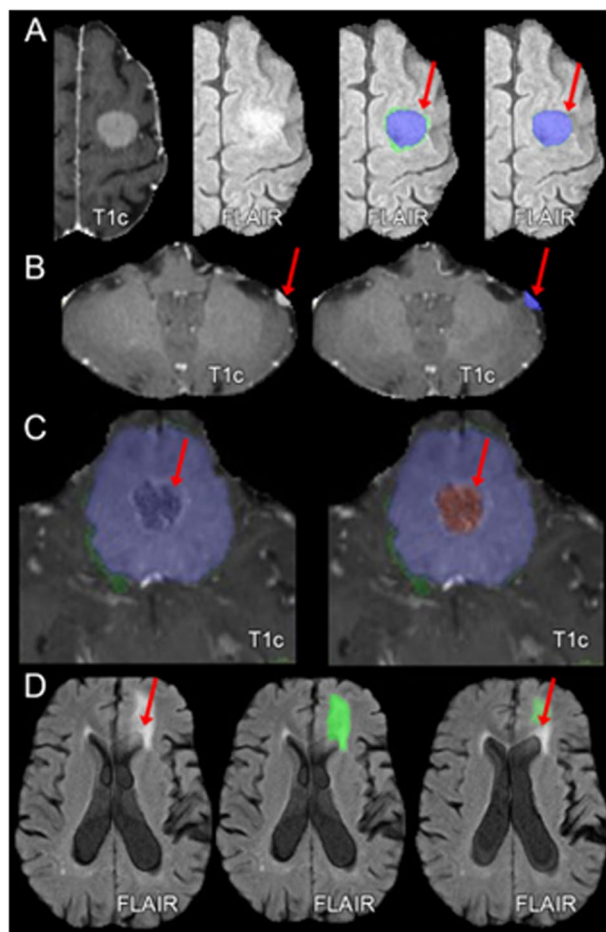 A
T1c FLAIR FLAIR FLAIR
B
T1c T1c
C
T1c T1c
D
FLAIR FLAIR FLAIR